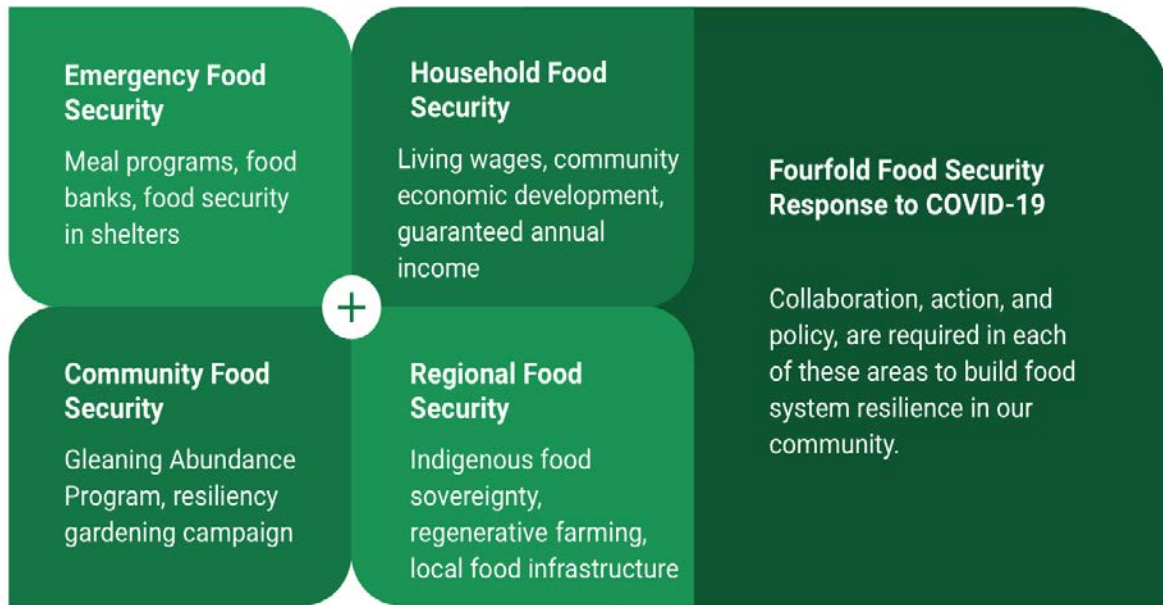 Emergency Food
Security
Meal programs, food
banks, food security
in shelters
Household Food
Security
Living wages, community
economic development,
guaranteed annual
income
+
Community Food
Security
Gleaning Abundance
Program, resiliency
gardening campaign
Regional Food
Security
Indigenous food
sovereignty,
regenerative farming,
local food infrastructure
Fourfold Food Security
Response to COVID-19
Collaboration, action, and
policy, are required in each
of these areas to build food
system resilience in our
community.